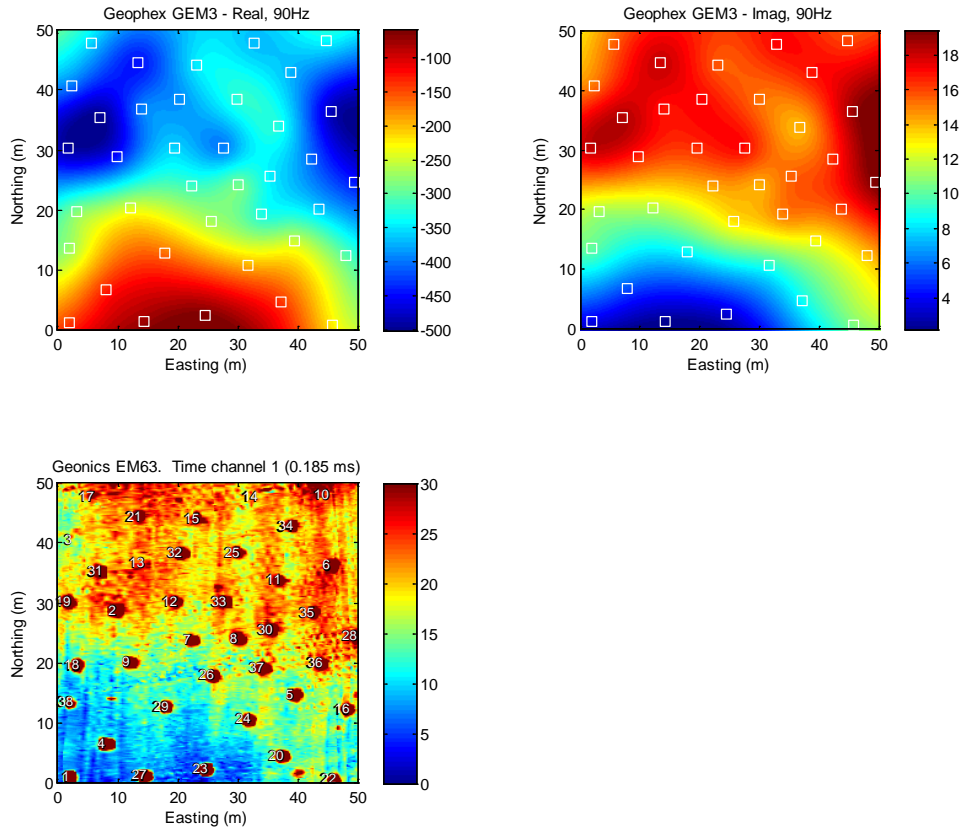 Geophex GEM3 - Real, 90Hz
Geophex GEM3 - Imag, 90Hz
50
40
30
20
10
0
Northing (m)
0 10 20 30 40 50
Easting (m)
-100
-150
-200
-250
-300
-350
-400
-450
-500
50
40
30
20
10
0
Northing (m)
0 10 20 30 40 50
Easting (m)
18
16
14
12
10
8
6
4
Geonics EM63. Time channel 1 (0.185 ms)
50
40
30
20
10
0
Northing (m)
17 14 10
21 15 34
3 32 25
31 13 11 6
19 2 12 33 35
7 8 30 28
18 9 26 37 36
38 29 24 5 16
4 20
1 27 23 22
0 10 20 30 40 50
Easting (m)
30
25
20
15
10
5
0